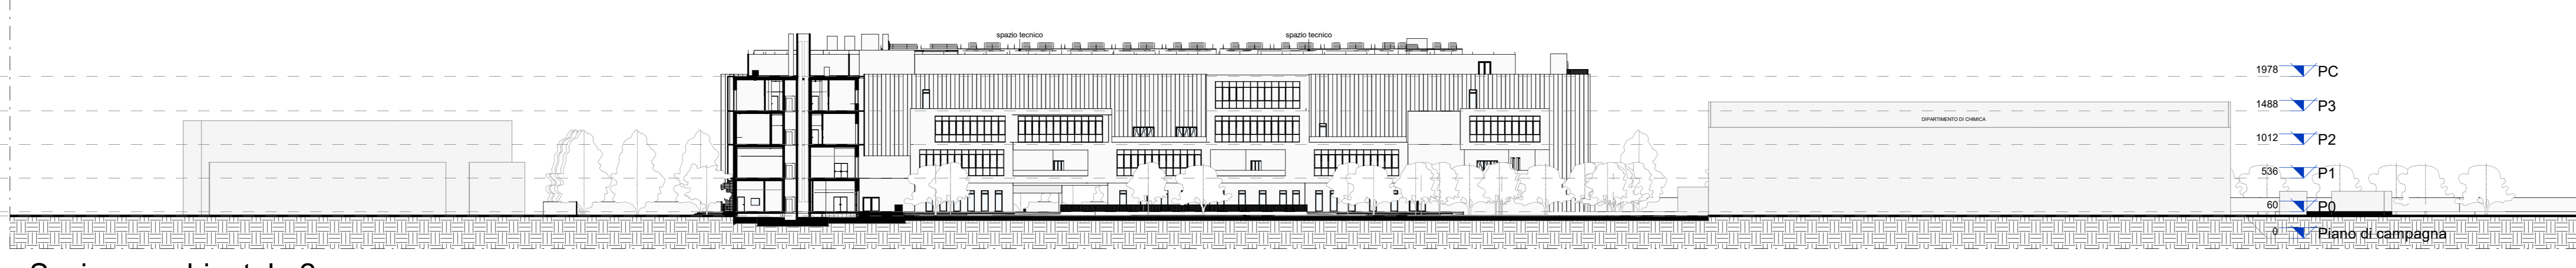 spazio tecnico
spazio tecnico
1978 PC
1488 P3
DIPARTIMENTO DI CHIMICA
1012 P2
536 P1
60 P0
0 Piano di campagna